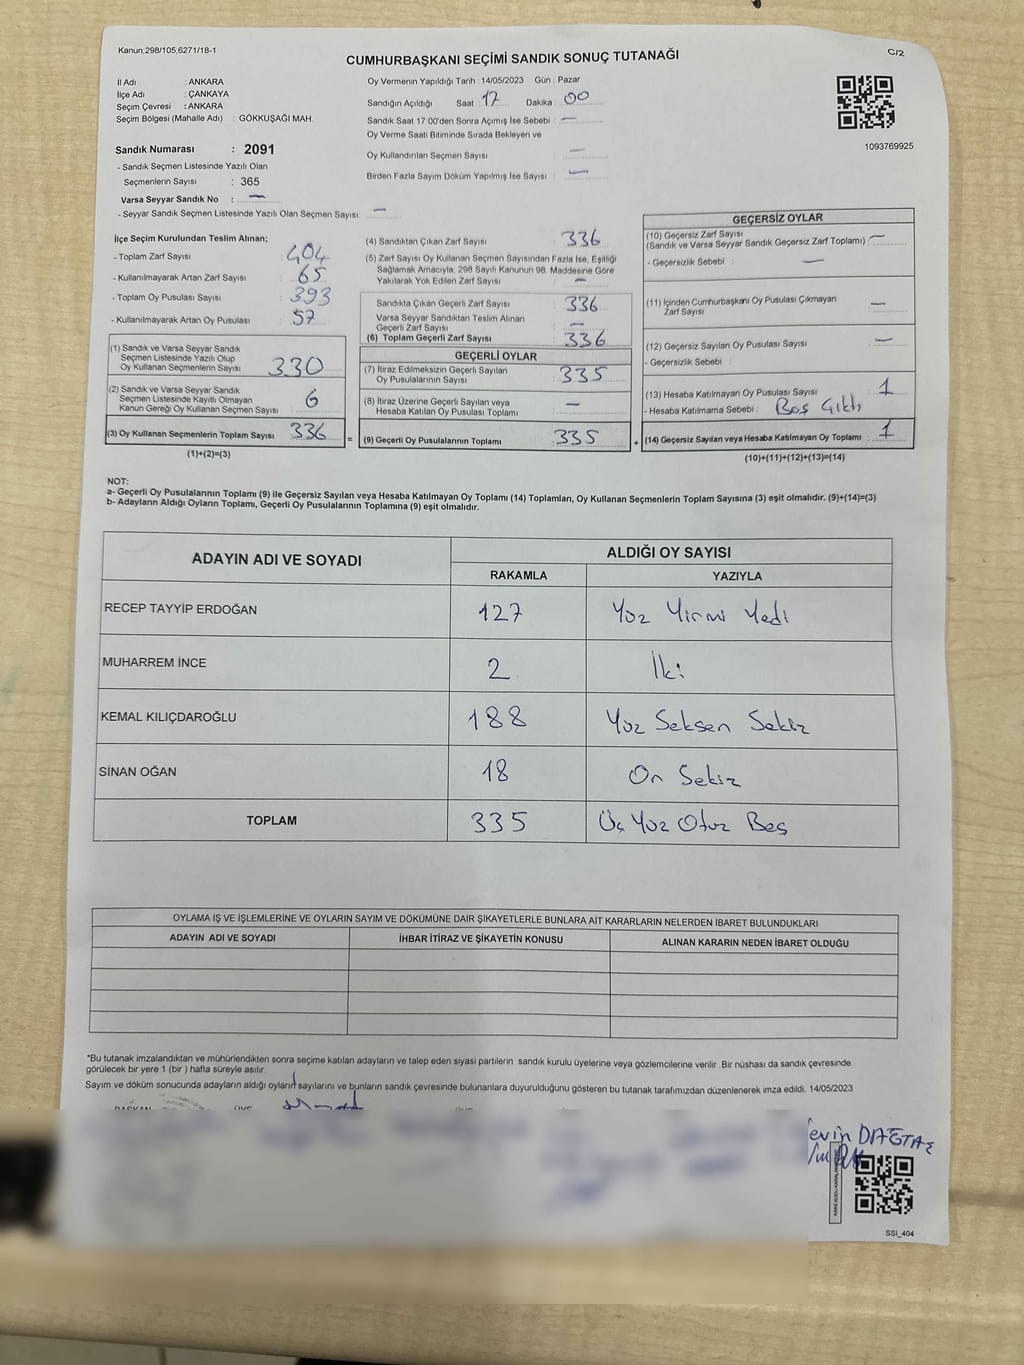 Kanun:298/105,6271/18-1
C/2
CUMHURBAŞKANI SEÇİMİ SANDIK SONUÇ TUTANAĞI
İl Adı : ANKARA
İlçe Adı : ÇANKAYA
Seçim Çevresi : ANKARA
Seçim Bölgesi (Mahalle Adı) : GÖKKUŞAĞI MAH.
Sandık Numarası : 2091
- Sandık Seçmen Listesinde Yazılı Olan
Seçmenlerin Sayısı : 365
Varsa Seyyar Sandık No : —
- Seyyar Sandık Seçmen Listesinde Yazılı Olan Seçmen Sayısı: —
Oy Vermenin Yapıldığı Tarih : 14/05/2023 Gün : Pazar
Sandığın Açıldığı Saat : 17 Dakika : 00
Sandık Saat 17:00'den Sonra Açımış İse Sebebi : —
Oy Verme Saati Bitiminde Sırada Bekleyen ve
Oy Kullandırılan Seçmen Sayısı : —
Birden Fazla Sayım Döküm Yapılmış İse Sayısı : —
1093769925
İlçe Seçim Kurulundan Teslim Alınan;
- Toplam Zarf Sayısı : 404
- Kullanılmayarak Artan Zarf Sayısı : 65
- Toplam Oy Pusulası Sayısı : 393
- Kullanılmayarak Artan Oy Pusulası : 57
(1) Sandık ve Varsa Seyyar Sandık
Seçmen Listesinde Yazılı Olup
Oy Kullanan Seçmenlerin Sayısı 330
(2) Sandık ve Varsa Seyyar Sandık
Seçmen Listesinde Kayıtlı Olmayan
Kanun Gereği Oy Kullanan Seçmen Sayısı 6
(3) Oy Kullanan Seçmenlerin Toplam Sayısı 336
(1)+(2)=(3)
(4) Sandıktan Çıkan Zarf Sayısı : 336
(5) Zarf Sayısı Oy Kullanan Seçmen Sayısından Fazla İse, Eşitliği
Sağlamak Amacıyla, 298 Sayılı Kanunun 98. Maddesine Göre
Yakılarak Yok Edilen Zarf Sayısı : —
Sandıkta Çıkan Geçerli Zarf Sayısı : 336
Varsa Seyyar Sandıktan Teslim Alınan
Geçerli Zarf Sayısı : —
(6) Toplam Geçerli Zarf Sayısı : 336
GEÇERLİ OYLAR
(7) İtiraz Edilmeksizin Geçerli Sayılan
Oy Pusulalarının Sayısı : 335
(8) İtiraz Üzerine Geçerli Sayılan veya
Hesaba Katılan Oy Pusulası Toplamı : —
= (9) Geçerli Oy Pusulalarının Toplamı : 335
GEÇERSİZ OYLAR
(10) Geçersiz Zarf Sayısı
(Sandık ve Varsa Seyyar Sandık Geçersiz Zarf Toplamı) : —
- Geçersizlik Sebebi : —
(11) İçinden Cumhurbaşkanı Oy Pusulası Çıkmayan
Zarf Sayısı : —
(12) Geçersiz Sayılan Oy Pusulası Sayısı : —
- Geçersizlik Sebebi :
(13) Hesaba Katılmayan Oy Pusulası Sayısı : 1
- Hesaba Katılmama Sebebi : Boş Çıktı
+ (14) Geçersiz Sayılan veya Hesaba Katılmayan Oy Toplamı : 1
(10)+(11)+(12)+(13)=(14)
NOT:
a- Geçerli Oy Pusulalarının Toplamı (9) ile Geçersiz Sayılan veya Hesaba Katılmayan Oy Toplamı (14) Toplamları, Oy Kullanan Seçmenlerin Toplam Sayısına (3) eşit olmalıdır. (9)+(14)=(3)
b- Adayların Aldığı Oyların Toplamı, Geçerli Oy Pusulalarının Toplamına (9) eşit olmalıdır.
ADAYIN ADI VE SOYADI ALDIĞI OY SAYISI
RAKAMLA YAZIYLA
RECEP TAYYİP ERDOĞAN 127 Yüz Yirmi Yedi
MUHARREM İNCE 2 İki
KEMAL KILIÇDAROĞLU 188 Yüz Seksen Sekiz
SİNAN OĞAN 18 On Sekiz
TOPLAM 335 Üç Yüz Otuz Beş
OYLAMA İŞ VE İŞLEMLERİNE VE OYLARIN SAYIM VE DÖKÜMÜNE DAİR ŞİKAYETLERLE BUNLARA AİT KARARLARIN NELERDEN İBARET BULUNDUKLARI
ADAYIN ADI VE SOYADI İHBAR İTİRAZ VE ŞİKAYETİN KONUSU ALINAN KARARIN NEDEN İBARET OLDUĞU
*Bu tutanak imzalandıktan ve mühürlendikten sonra seçime katılan adayların ve talep eden siyasi partilerin sandık kurulu üyelerine veya gözlemcilerine verilir. Bir nüshası da sandık çevresinde
görülecek bir yere 1 (bir) hafta süreyle asılır.
Sayım ve döküm sonucunda adayların aldığı oyların sayılarını ve bunların sandık çevresinde bulunanlara duyurulduğunu gösteren bu tutanak tarafımızdan düzenlenerek imza edildi. 14/05/2023
BAŞKAN ÜYE
evin DAĞTAŞ
SSI_404